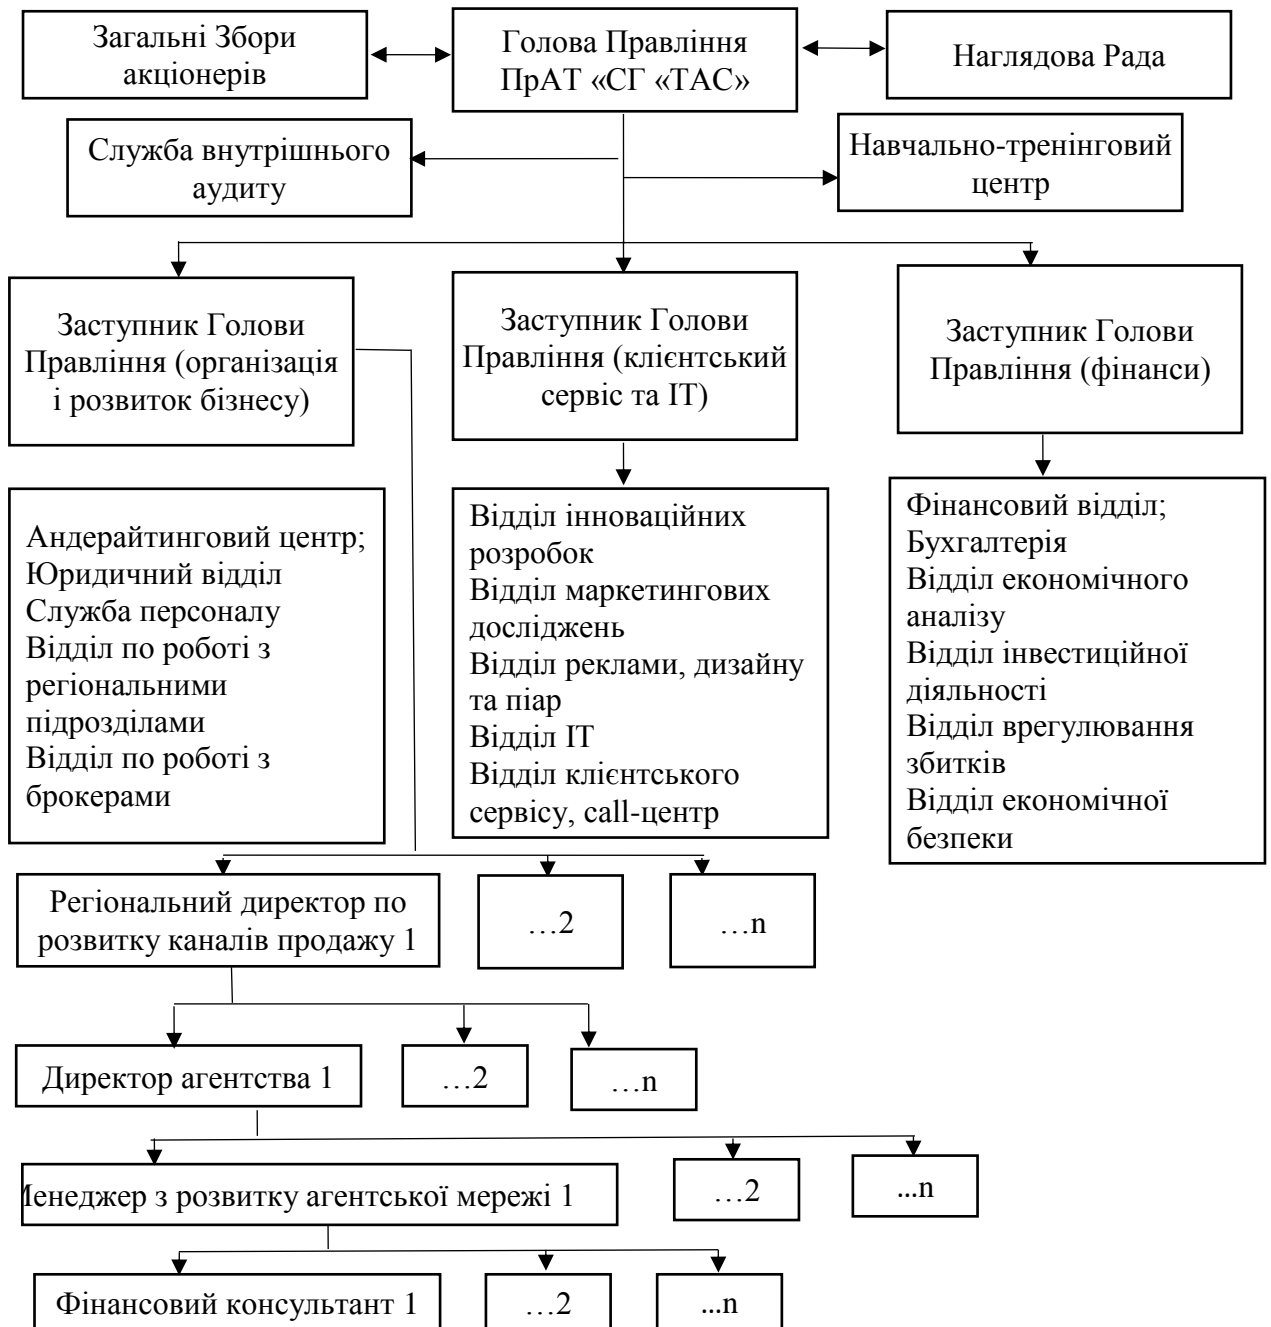 Загальні Збори
акціонерів
Голова Правління
ПрАТ «СГ «ТАС»
Наглядова Рада
Служба внутрішнього
аудиту
Навчально-тренінговий
центр
Заступник Голови
Правління (організація
і розвиток бізнесу)
Заступник Голови
Правління (клієнтський
сервіс та ІТ)
Заступник Голови
Правління (фінанси)
Андерайтинговий центр;
Юридичний відділ
Служба персоналу
Відділ по роботі з
регіональними
підрозділами
Відділ по роботі з
брокерами
Відділ інноваційних
розробок
Відділ маркетингових
досліджень
Відділ реклами, дизайну
та піар
Відділ ІТ
Відділ клієнтського
сервісу, call-центр
Фінансовий відділ;
Бухгалтерія
Відділ економічного
аналізу
Відділ інвестиційної
діяльності
Відділ врегулювання
збитків
Відділ економічної
безпеки
Регіональний директор по
розвитку каналів продажу 1
…2
…n
Директор агентства 1
…2
…n
Менеджер з розвитку агентської мережі 1
…2
...n
Фінансовий консультант 1
…2
...n